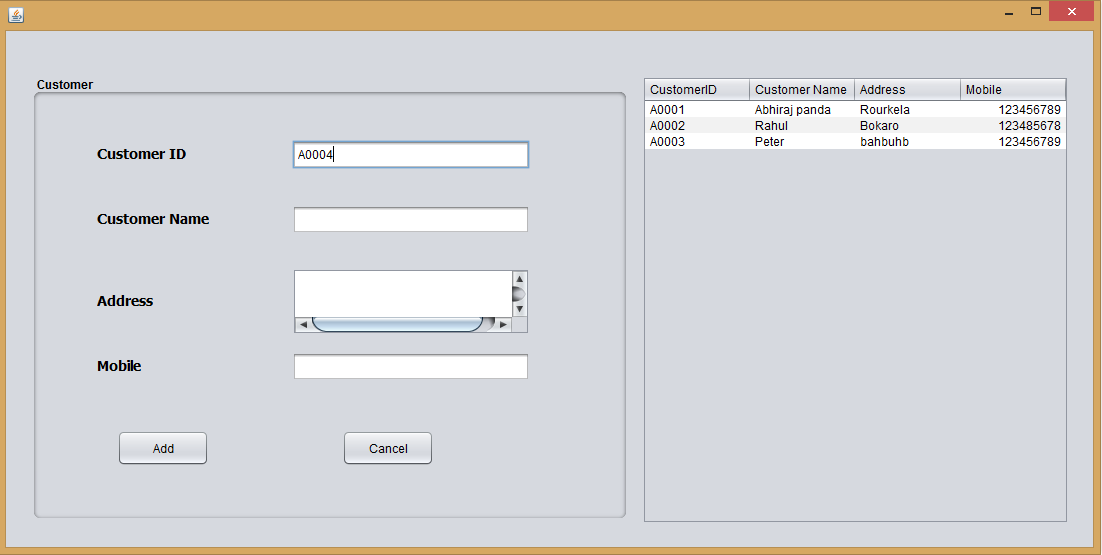 Customer
Customer ID A0004
Customer Name
Address
Mobile
Add Cancel
CustomerID Customer Name Address Mobile
A0001 Abhiraj panda Rourkela 123456789
A0002 Rahul Bokaro 123485678
A0003 Peter bahbuhb 123456789